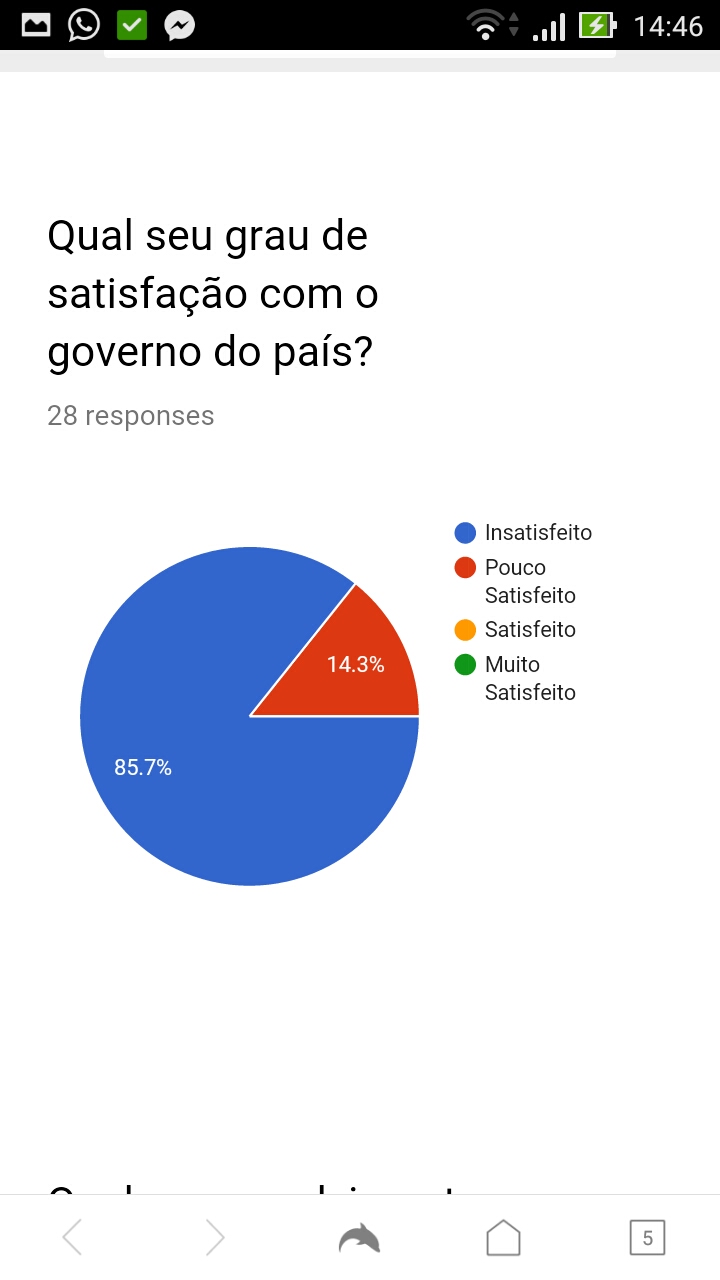 14:46
Qual seu grau de
satisfação com o
governo do país?
28 responses
Insatisfeito
Pouco
Satisfeito
Satisfeito
Muito
Satisfeito
14.3%
85.7%
5